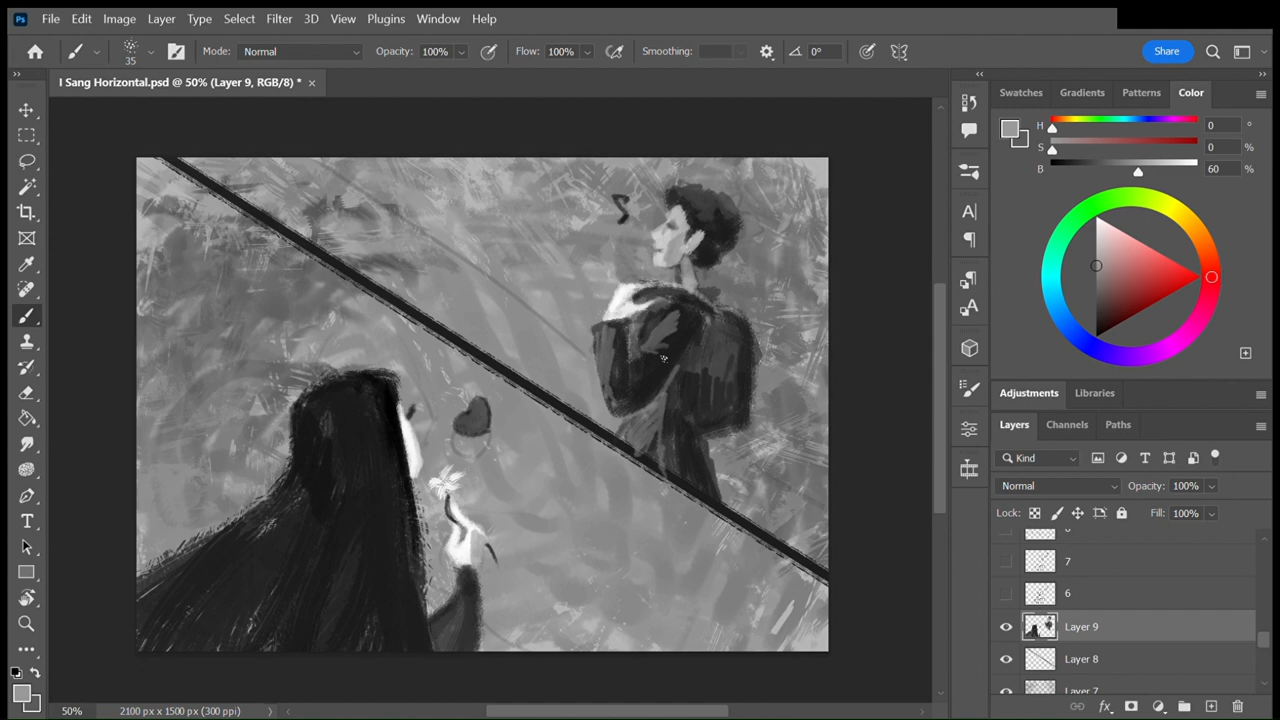 Ps File Edit Image Layer Type Select Filter 3D View Plugins Window Help
35 Mode: Normal Opacity: 100% Flow: 100% Smoothing: 0° Share
I Sang Horizontal.psd @ 50% (Layer 9, RGB/8) * ×
Swatches Gradients Patterns Color
H 0 °
S 0 %
B 60 %
Adjustments Libraries
Layers Channels Paths
Kind
Normal Opacity: 100%
Lock: Fill: 100%
7
6
Layer 9
Layer 8
Layer 7
50% 2100 px x 1500 px (300 ppi)